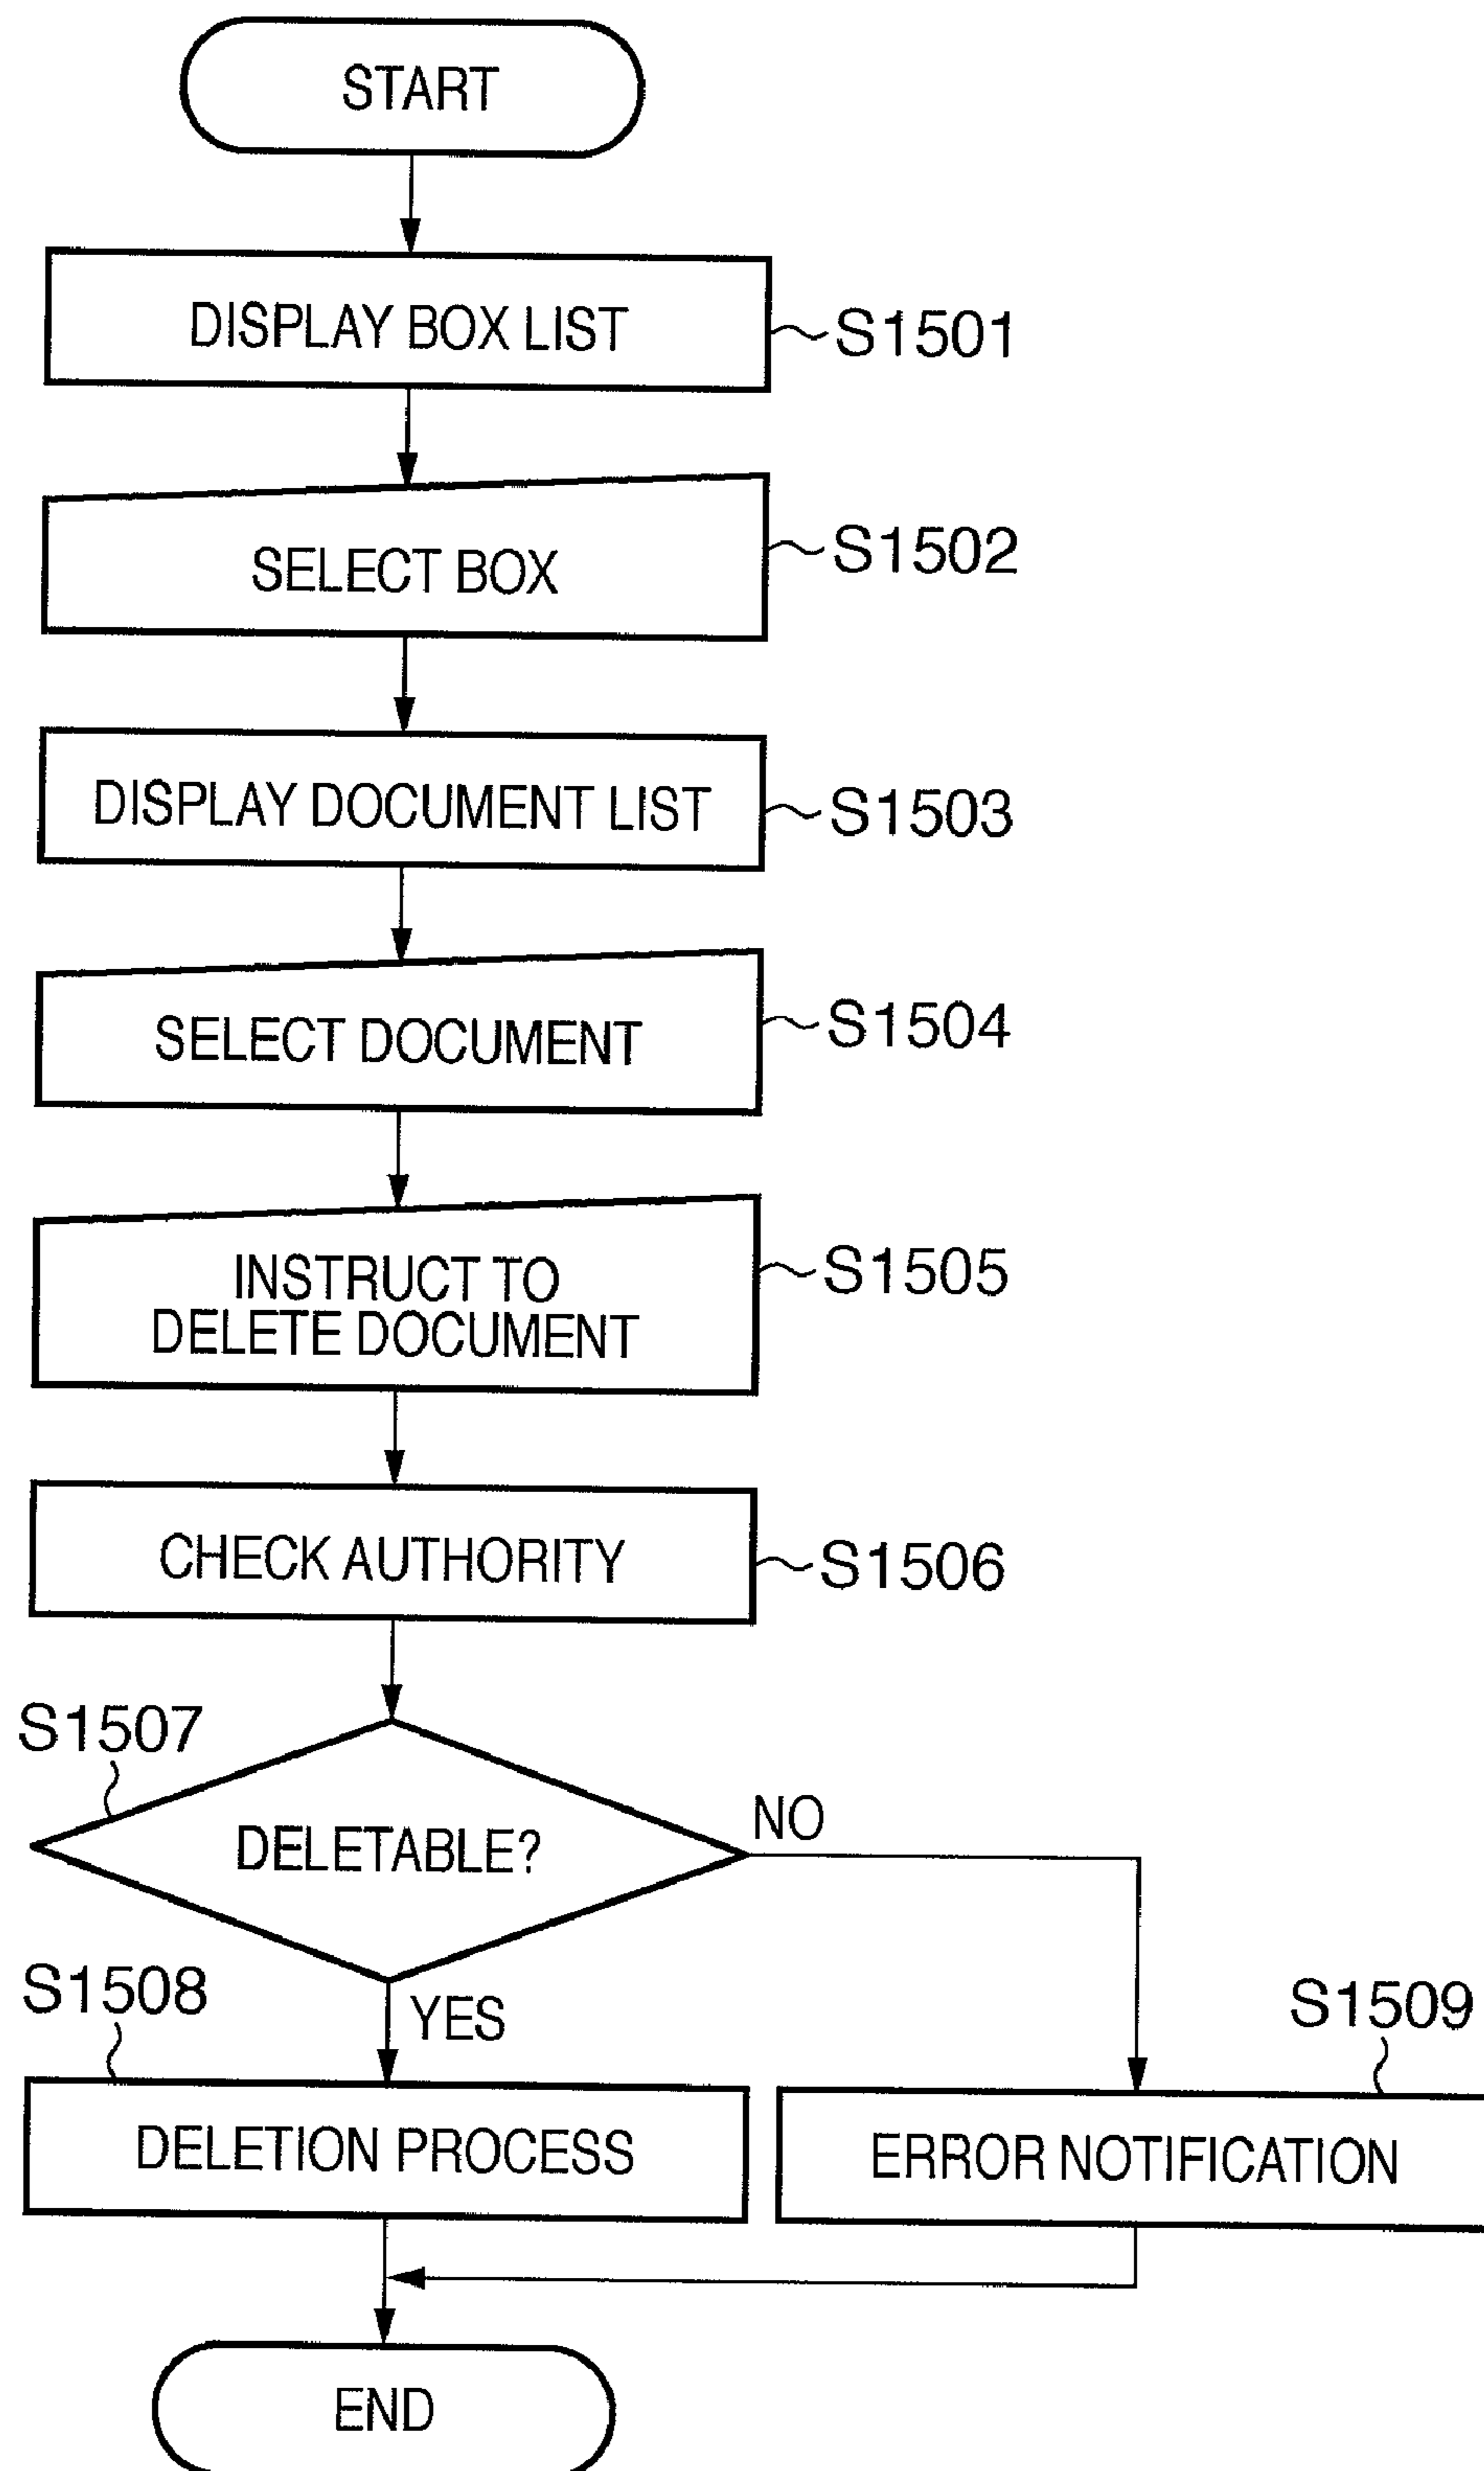 START
DISPLAY BOX LIST
S1501
SELECT BOX
S1502
DISPLAY DOCUMENT LIST
S1503
SELECT DOCUMENT
S1504
INSTRUCT TO
DELETE DOCUMENT
S1505
CHECK AUTHORITY
S1506
S1507
DELETABLE?
NO
YES
S1508
S1509
DELETION PROCESS
ERROR NOTIFICATION
END